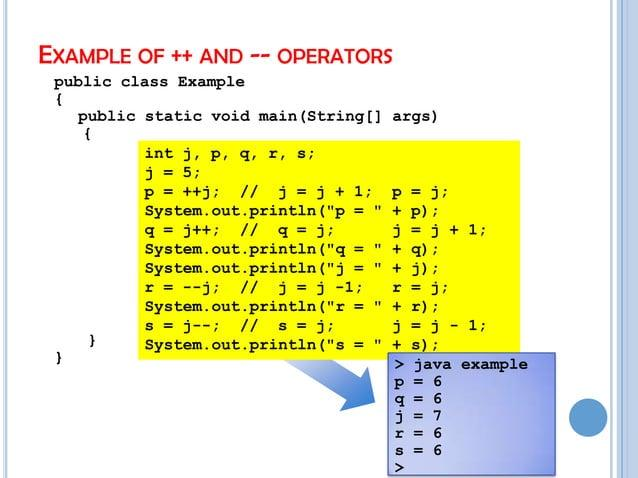 EXAMPLE OF ++ AND -- OPERATORS
public class Example
{
public static void main(String[] args)
{
int j, p, q, r, s;
j = 5;
p = ++j;  //  j = j + 1;  p = j;
System.out.println("p = " + p);
q = j++;  //  q = j;      j = j + 1;
System.out.println("q = " + q);
System.out.println("j = " + j);
r = --j;  //  j = j -1;   r = j;
System.out.println("r = " + r);
s = j--;  //  s = j;      j = j - 1;
System.out.println("s = " + s);
}
}
> java example
p = 6
q = 6
j = 7
r = 6
s = 6
>